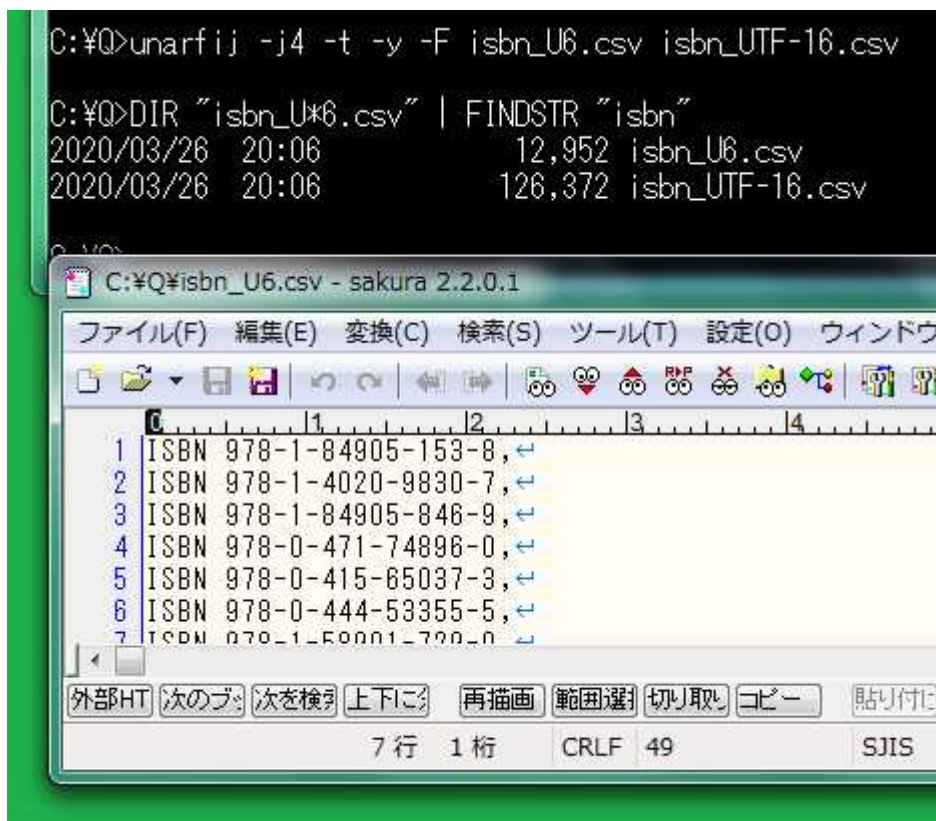 C:¥Q>unarfij -j4 -t -y -F isbn_U6.csv isbn_UTF-16.csv
C:¥Q>DIR "isbn_U*6.csv" | FINDSTR "isbn"
2020/03/26 20:06 12,952 isbn_U6.csv
2020/03/26 20:06 126,372 isbn_UTF-16.csv
C:¥Q>
C:¥Q¥isbn_U6.csv - sakura 2.2.0.1
ファイル(F) 編集(E) 変換(C) 検索(S) ツール(T) 設定(O) ウィンドウ
0 1 2 3 4
1 ISBN 978-1-84905-153-8,↵
2 ISBN 978-1-4020-9830-7,↵
3 ISBN 978-1-84905-846-9,↵
4 ISBN 978-0-471-74896-0,↵
5 ISBN 978-0-415-65037-3,↵
6 ISBN 978-0-444-53355-5,↵
7 ISBN
外部HT 次のブ 次を検索 上下に 再描画 範囲選 切り取 コピー 貼り付に
7 行 1 桁 CRLF 49 SJIS